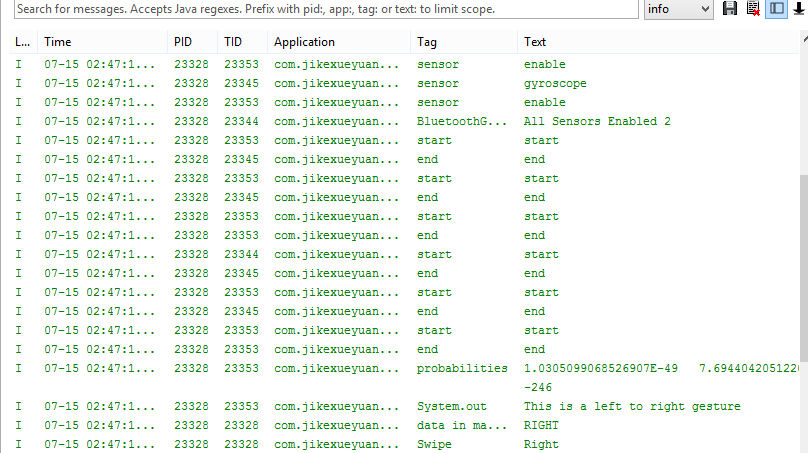 Search for messages. Accepts Java regexes. Prefix with pid:, app:, tag: or text: to limit scope. info
L... Time PID TID Application Tag Text
I 07-15 02:47:1... 23328 23353 com.jikexueyuan... sensor enable
I 07-15 02:47:1... 23328 23345 com.jikexueyuan... sensor gyroscope
I 07-15 02:47:1... 23328 23353 com.jikexueyuan... sensor enable
I 07-15 02:47:1... 23328 23344 com.jikexueyuan... BluetoothG... All Sensors Enabled 2
I 07-15 02:47:1... 23328 23353 com.jikexueyuan... start start
I 07-15 02:47:1... 23328 23345 com.jikexueyuan... end end
I 07-15 02:47:1... 23328 23353 com.jikexueyuan... start start
I 07-15 02:47:1... 23328 23345 com.jikexueyuan... end end
I 07-15 02:47:1... 23328 23353 com.jikexueyuan... start start
I 07-15 02:47:1... 23328 23353 com.jikexueyuan... end end
I 07-15 02:47:1... 23328 23344 com.jikexueyuan... start start
I 07-15 02:47:1... 23328 23345 com.jikexueyuan... end end
I 07-15 02:47:1... 23328 23353 com.jikexueyuan... start start
I 07-15 02:47:1... 23328 23345 com.jikexueyuan... end end
I 07-15 02:47:1... 23328 23353 com.jikexueyuan... start start
I 07-15 02:47:1... 23328 23353 com.jikexueyuan... end end
I 07-15 02:47:1... 23328 23353 com.jikexueyuan... probabilities 1.0305099068526907E-49 7.694404205122
-246
I 07-15 02:47:1... 23328 23353 com.jikexueyuan... System.out This is a left to right gesture
I 07-15 02:47:1... 23328 23328 com.jikexueyuan... data in ma... RIGHT
I 07-15 02:47:1... 23328 23328 com.jikexueyuan... Swipe Right